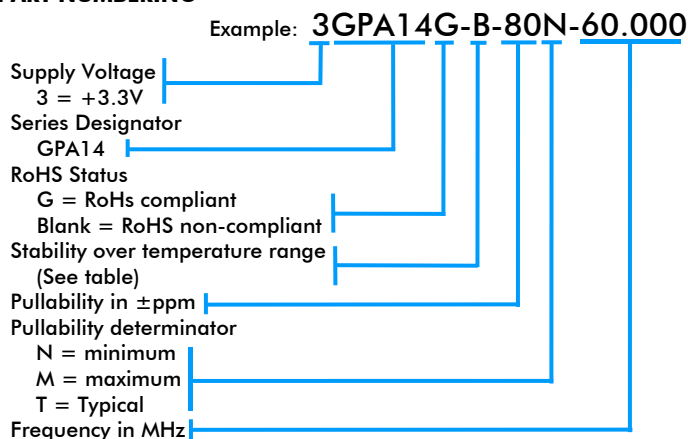 Example: 3GPA14G-B-80N-60.000
Supply Voltage
3 = +3.3V
Series Designator
GPA14
RoHS Status
G = RoHs compliant
Blank = RoHS non-compliant
Stability over temperature range
(See table)
Pullability in ±ppm
Pullability determinator
N = minimum
M = maximum
T = Typical
Frequency in MHz